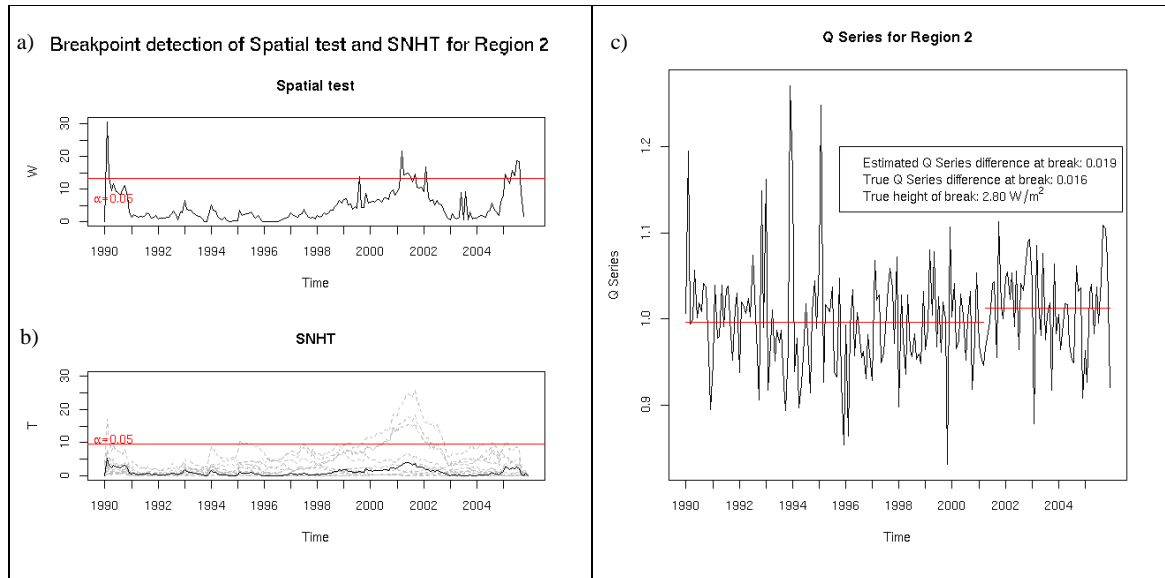 a) Breakpoint detection of Spatial test and SNHT for Region 2
Spatial test
W
30
20
10
0
α=0.05
1990 1992 1994 1996 1998 2000 2002 2004
Time
b)
SNHT
T
30
20
10
0
α=0.05
1990 1992 1994 1996 1998 2000 2002 2004
Time
c)
Q Series for Region 2
Q Series
1.2
1.1
1.0
0.9
Estimated Q Series difference at break: 0.019
True Q Series difference at break: 0.016
True height of break: 2.80 W/m²
1990 1992 1994 1996 1998 2000 2002 2004
Time